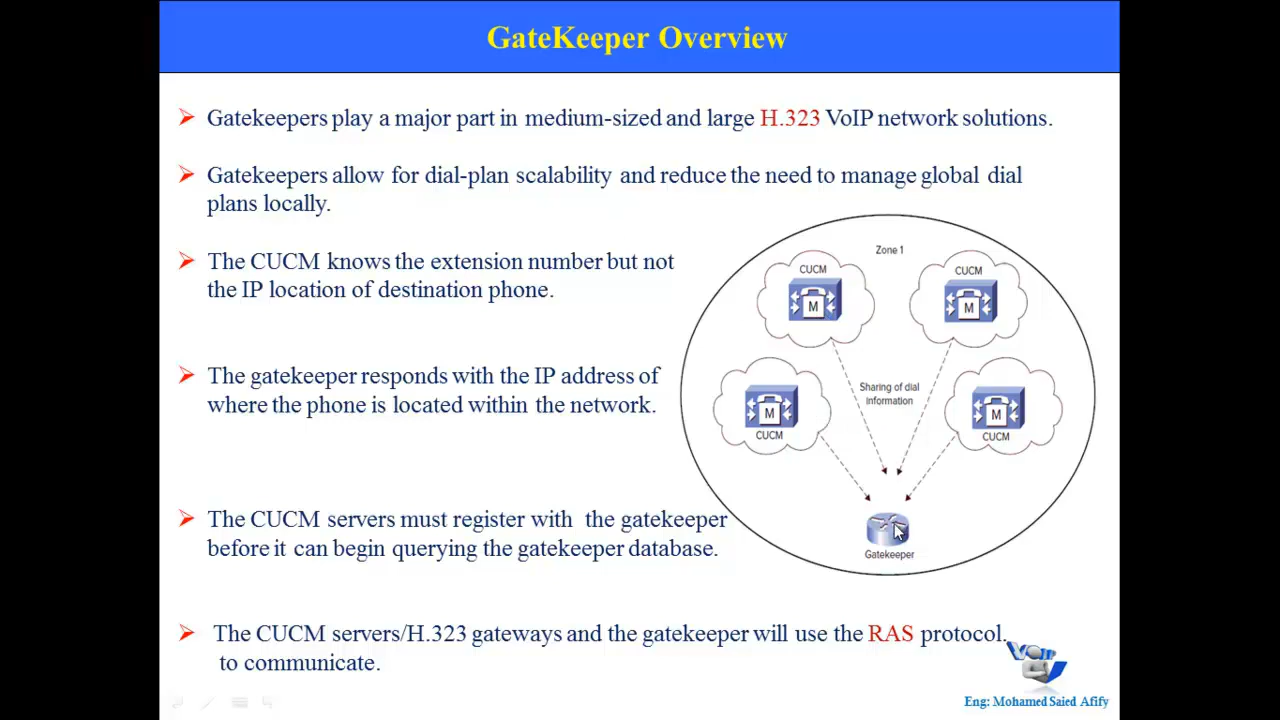 GateKeeper Overview
Gatekeepers play a major part in medium-sized and large H.323 VoIP network solutions.
Gatekeepers allow for dial-plan scalability and reduce the need to manage global dial
plans locally.
The CUCM knows the extension number but not
the IP location of destination phone.
The gatekeeper responds with the IP address of
where the phone is located within the network.
The CUCM servers must register with the gatekeeper
before it can begin querying the gatekeeper database.
The CUCM servers/H.323 gateways and the gatekeeper will use the RAS protocol.
to communicate.
Zone 1
CUCM
M
CUCM
M
M
CUCM
Sharing of dial
information
M
CUCM
Gatekeeper
VoIP
Eng: Mohamed Saied Afify